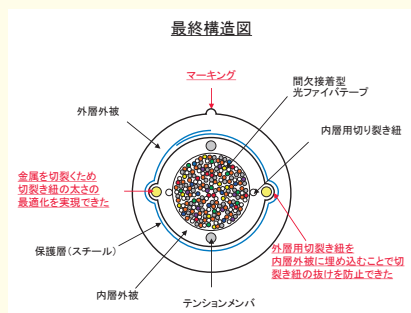 最終構造図
マーキング
間欠接着型
光ファイバテープ
外層外被
内層用切り裂き紐
金属を切裂くため
切裂き紐の太さの
最適化を実現できた
外層用切裂き紐を
内層外被に埋め込むことで切
裂き紐の抜けを防止できた
保護層(スチール)
内層外被
テンションメンバ